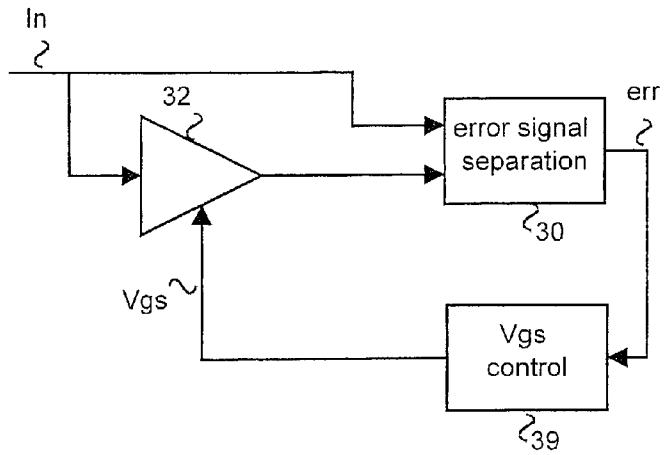 In
32
error signal
separation
err
30
Vgs
Vgs
control
39